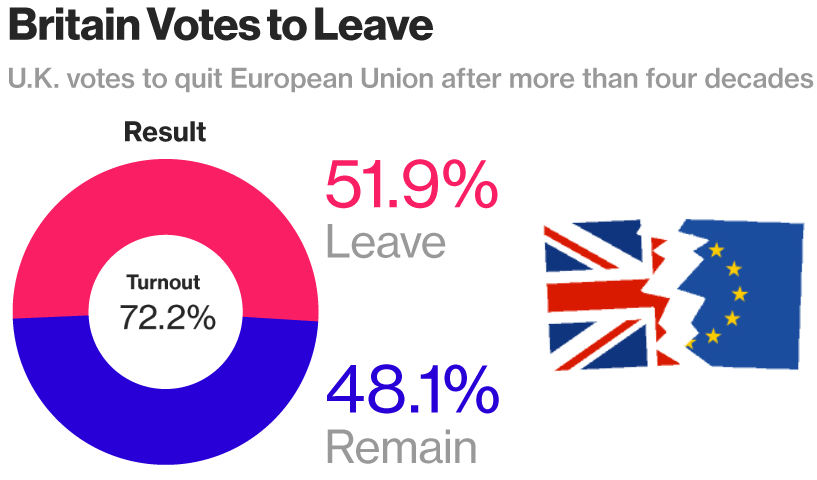 Britain Votes to Leave
U.K. votes to quit European Union after more than four decades
Result
51.9%
Leave
Turnout
72.2%
48.1%
Remain